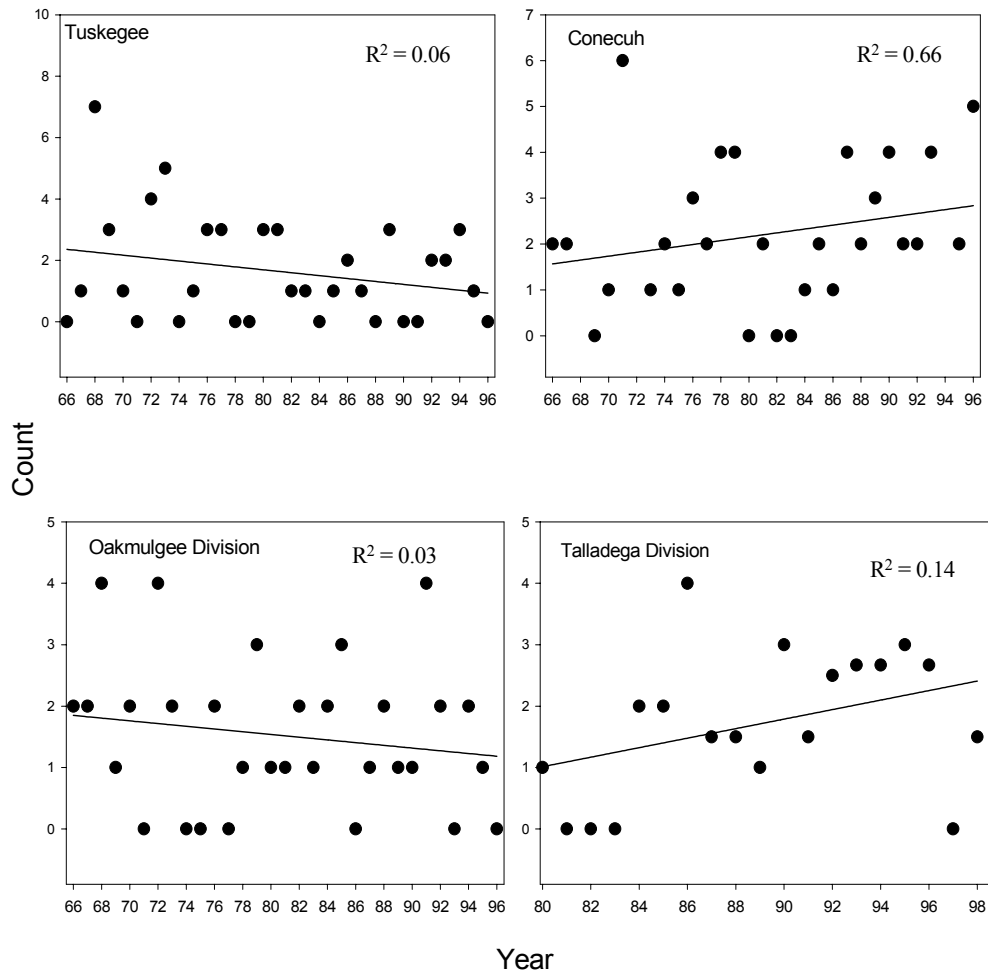 Tuskegee
R² = 0.06
10
8
6
4
2
0
66 68 70 72 74 76 78 80 82 84 86 88 90 92 94 96
Conecuh
R² = 0.66
7
6
5
4
3
2
1
0
66 68 70 72 74 76 78 80 82 84 86 88 90 92 94 96
Count
Oakmulgee Division
R² = 0.03
5
4
3
2
1
0
66 68 70 72 74 76 78 80 82 84 86 88 90 92 94 96
Talladega Division
R² = 0.14
5
4
3
2
1
0
80 82 84 86 88 90 92 94 96 98
Year